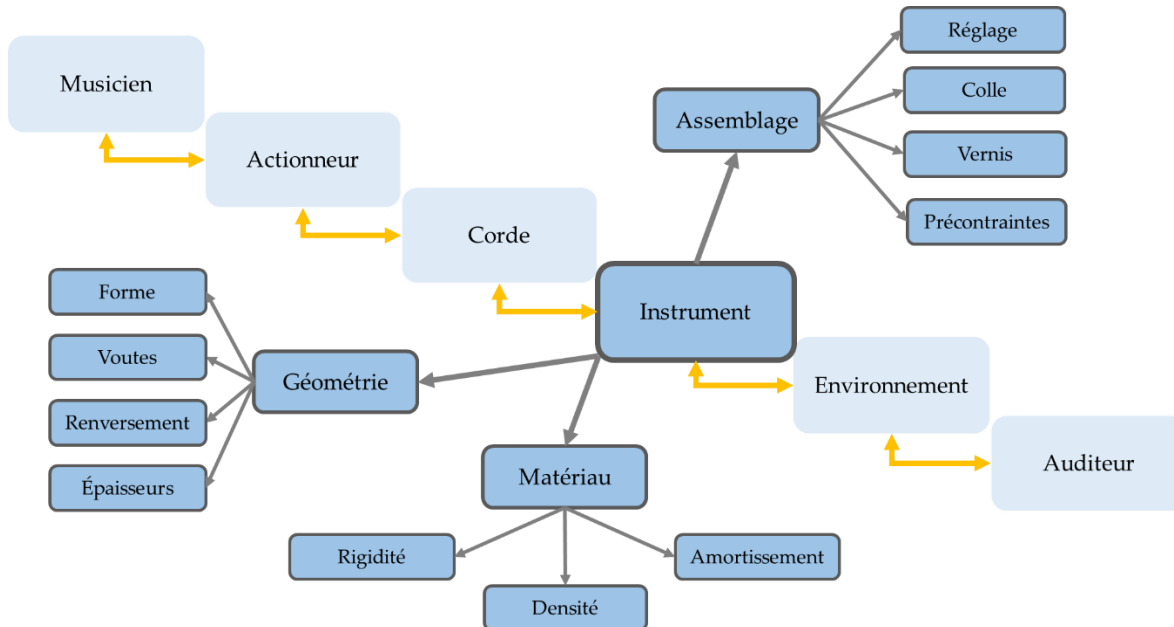 Réglage
Musicien
Colle
Assemblage
Vernis
Actionneur
Précontraintes
Corde
Forme
Instrument
Voutes
Géométrie
Environnement
Renversement
Auditeur
Matériau
Épaisseurs
Rigidité
Amortissement
Densité